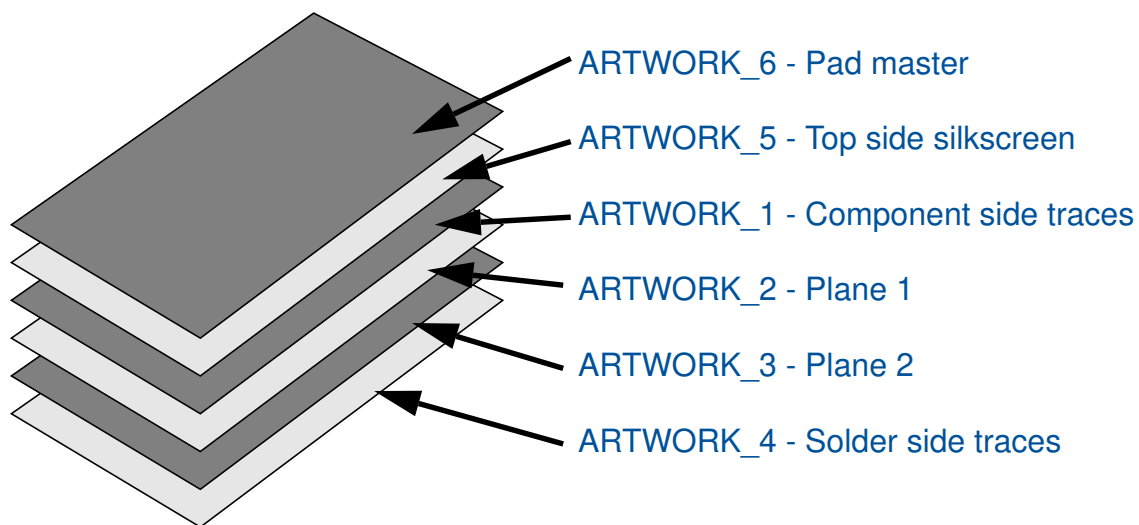 ARTWORK_6 - Pad master
ARTWORK_5 - Top side silkscreen
ARTWORK_1 - Component side traces
ARTWORK_2 - Plane 1
ARTWORK_3 - Plane 2
ARTWORK_4 - Solder side traces